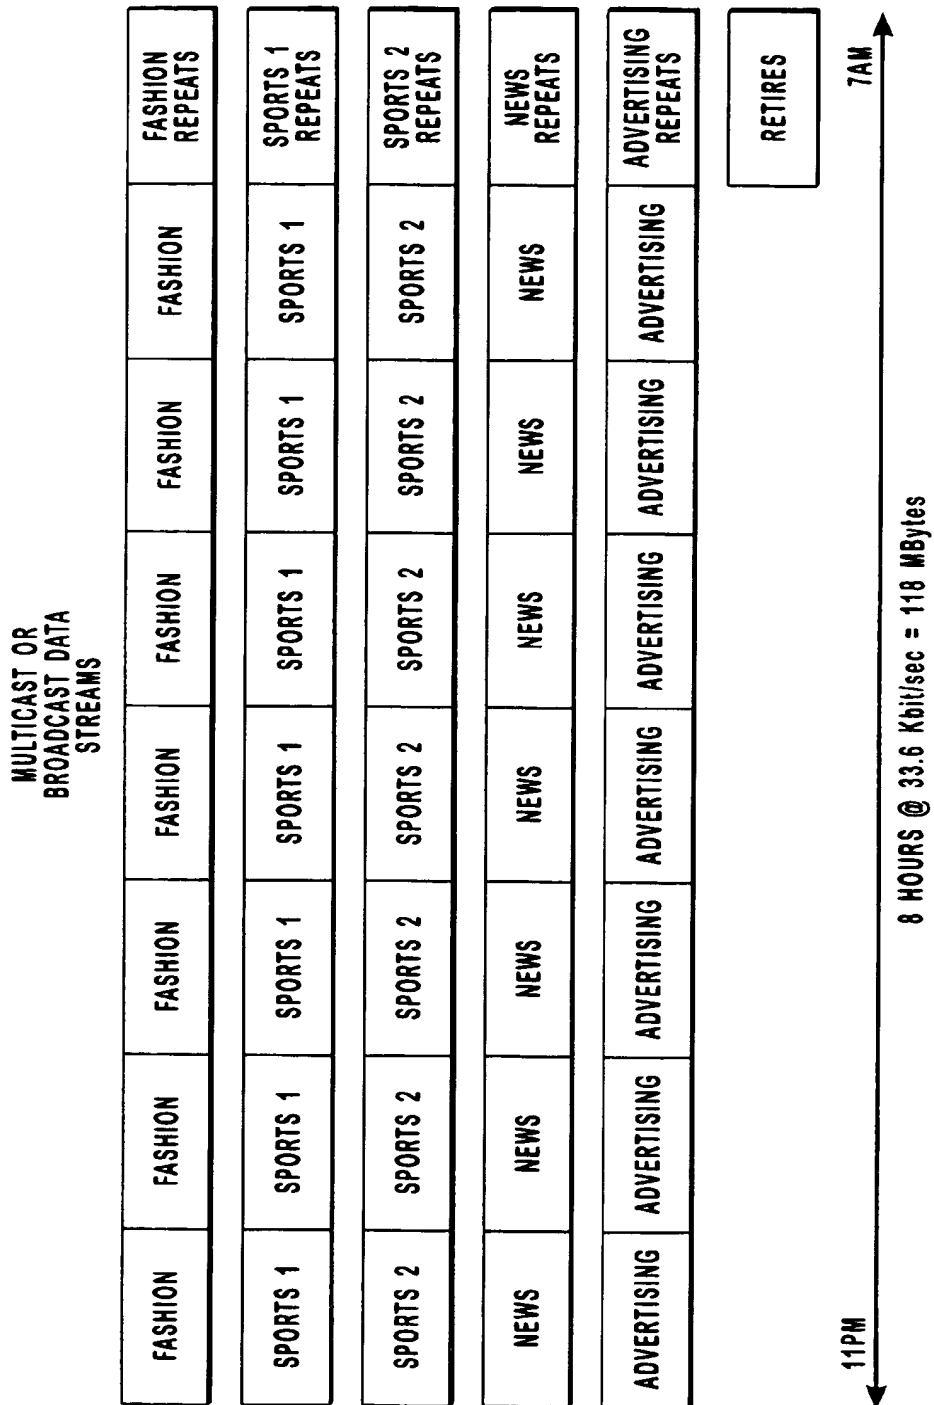 MULTICAST OR
BROADCAST DATA
STREAMS
FASHION FASHION FASHION FASHION FASHION FASHION FASHION FASHION
REPEATS
SPORTS 1 SPORTS 1 SPORTS 1 SPORTS 1 SPORTS 1 SPORTS 1 SPORTS 1 SPORTS 1
REPEATS
SPORTS 2 SPORTS 2 SPORTS 2 SPORTS 2 SPORTS 2 SPORTS 2 SPORTS 2 SPORTS 2
REPEATS
NEWS NEWS NEWS NEWS NEWS NEWS NEWS NEWS
REPEATS
ADVERTISING ADVERTISING ADVERTISING ADVERTISING ADVERTISING ADVERTISING ADVERTISING ADVERTISING
REPEATS
RETIRES
11PM 7AM
8 HOURS @ 33.6 Kbit/sec = 118 MBytes